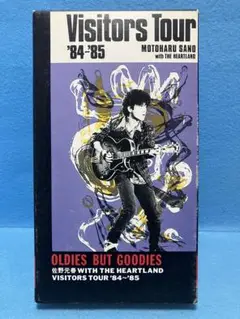 Visitors Tour
'84-'85
MOTOHARU SANO
with THE HEARTLAND
OLDIES BUT GOODIES
佐野元春 WITH THE HEARTLAND
VISITORS TOUR '84~'85